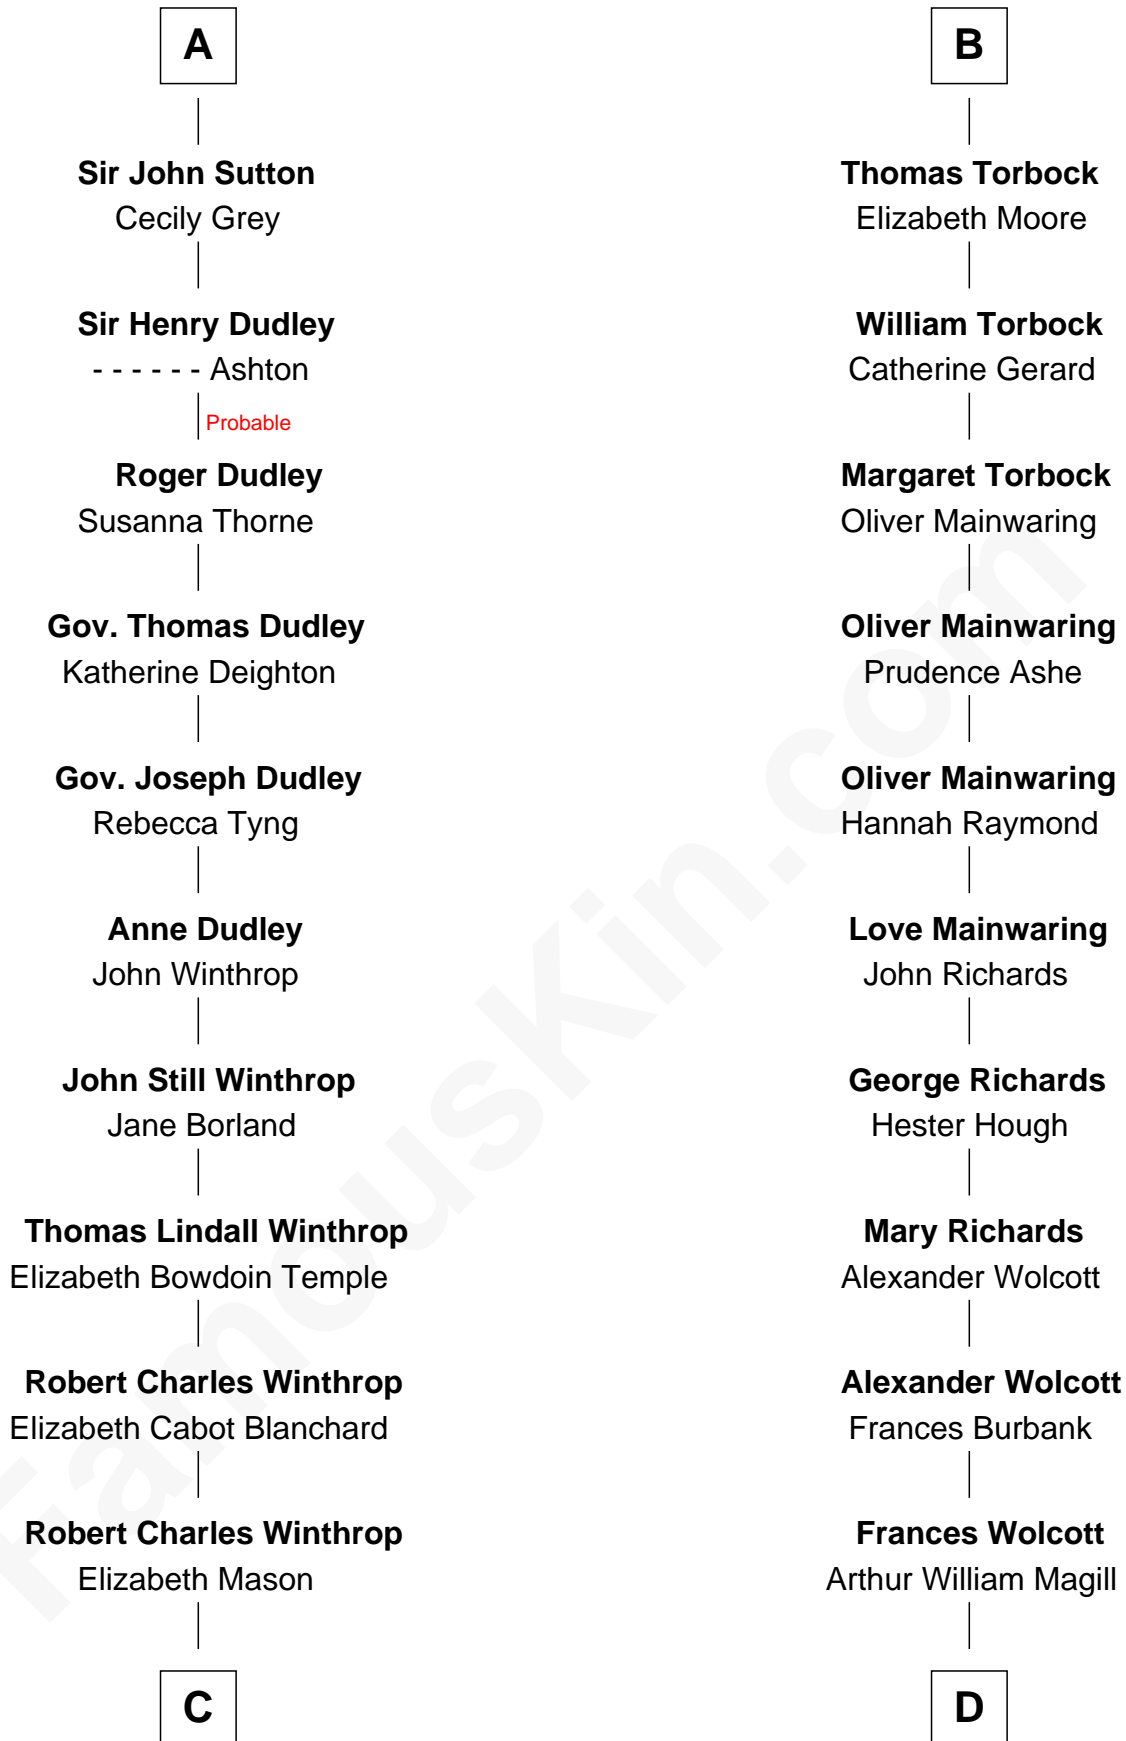 A
Sir John Sutton
Cecily Grey
Sir Henry Dudley
- - - - - - Ashton
Probable
Roger Dudley
Susanna Thorne
Gov. Thomas Dudley
Katherine Deighton
Gov. Joseph Dudley
Rebecca Tyng
Anne Dudley
John Winthrop
John Still Winthrop
Jane Borland
Thomas Lindall Winthrop
Elizabeth Bowdoin Temple
Robert Charles Winthrop
Elizabeth Cabot Blanchard
Robert Charles Winthrop
Elizabeth Mason
C
B
Thomas Torbock
Elizabeth Moore
William Torbock
Catherine Gerard
Margaret Torbock
Oliver Mainwaring
Oliver Mainwaring
Prudence Ashe
Oliver Mainwaring
Hannah Raymond
Love Mainwaring
John Richards
George Richards
Hester Hough
Mary Richards
Alexander Wolcott
Alexander Wolcott
Frances Burbank
Frances Wolcott
Arthur William Magill
D
FamousKin.com